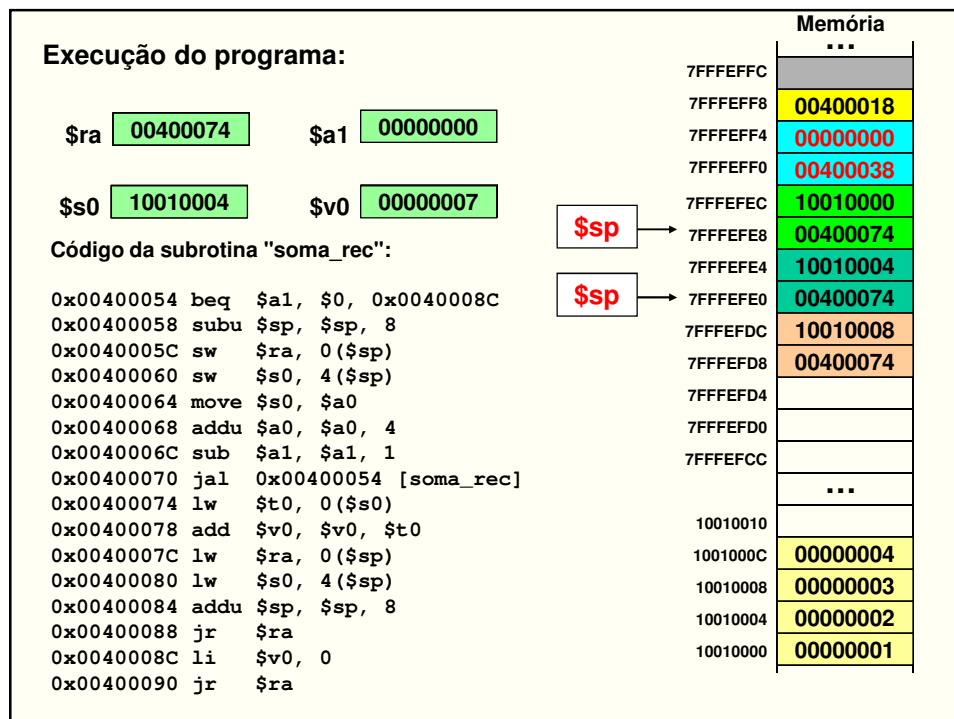 Memória
Execução do programa:
...
7FFFEFFC
7FFFEFF8 00400018
$ra 00400074 $a1 00000000
7FFFEFF4 00000000
7FFFEFF0 00400038
$s0 10010004 $v0 00000007
7FFFEFEC 10010000
$sp 7FFFEFE8 00400074
7FFFEFE4 10010004
$sp 7FFFEFE0 00400074
7FFFEFDC 10010008
7FFFEFD8 00400074
7FFFEFD4
7FFFEFD0
7FFFEFCC
...
10010010
1001000C 00000004
10010008 00000003
10010004 00000002
10010000 00000001
Código da subrotina "soma_rec":
0x00400054 beq $a1, $0, 0x0040008C
0x00400058 subu $sp, $sp, 8
0x0040005C sw $ra, 0($sp)
0x00400060 sw $s0, 4($sp)
0x00400064 move $s0, $a0
0x00400068 addu $a0, $a0, 4
0x0040006C sub $a1, $a1, 1
0x00400070 jal 0x00400054 [soma_rec]
0x00400074 lw $t0, 0($s0)
0x00400078 add $v0, $v0, $t0
0x0040007C lw $ra, 0($sp)
0x00400080 lw $s0, 4($sp)
0x00400084 addu $sp, $sp, 8
0x00400088 jr $ra
0x0040008C li $v0, 0
0x00400090 jr $ra